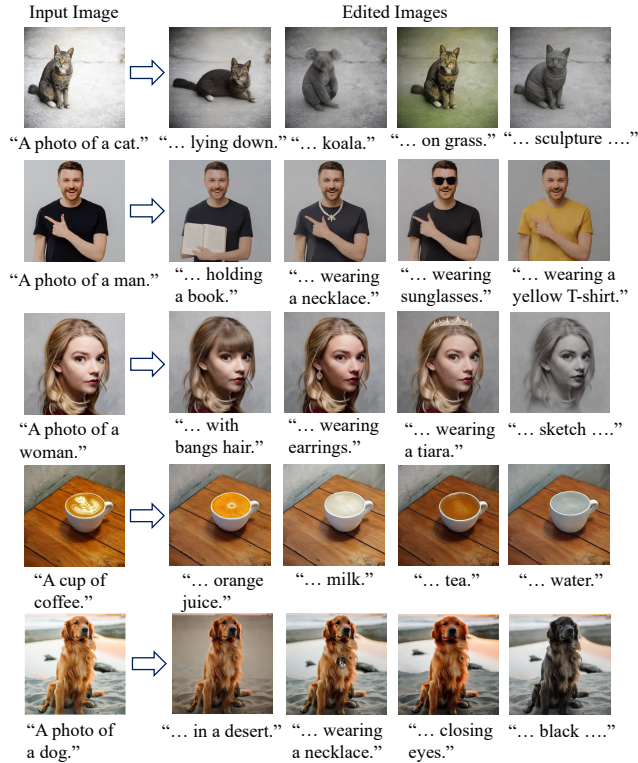 Input Image
Edited Images
“A photo of a cat.”
“… lying down.”
“… koala.”
“… on grass.”
“… sculpture ….”
“A photo of a man.”
“… holding
a book.”
“… wearing
a necklace.”
“… wearing
sunglasses.”
“… wearing a
yellow T-shirt.”
“A photo of a
woman.”
“… with
bangs hair.”
“… wearing
earrings.”
“… wearing
a tiara.”
“… sketch ….”
“A cup of
coffee.”
“… orange
juice.”
“… milk.”
“… tea.”
“… water.”
“A photo of
a dog.”
“… in a desert.”
“… wearing
a necklace.”
“… closing
eyes.”
“… black ….”